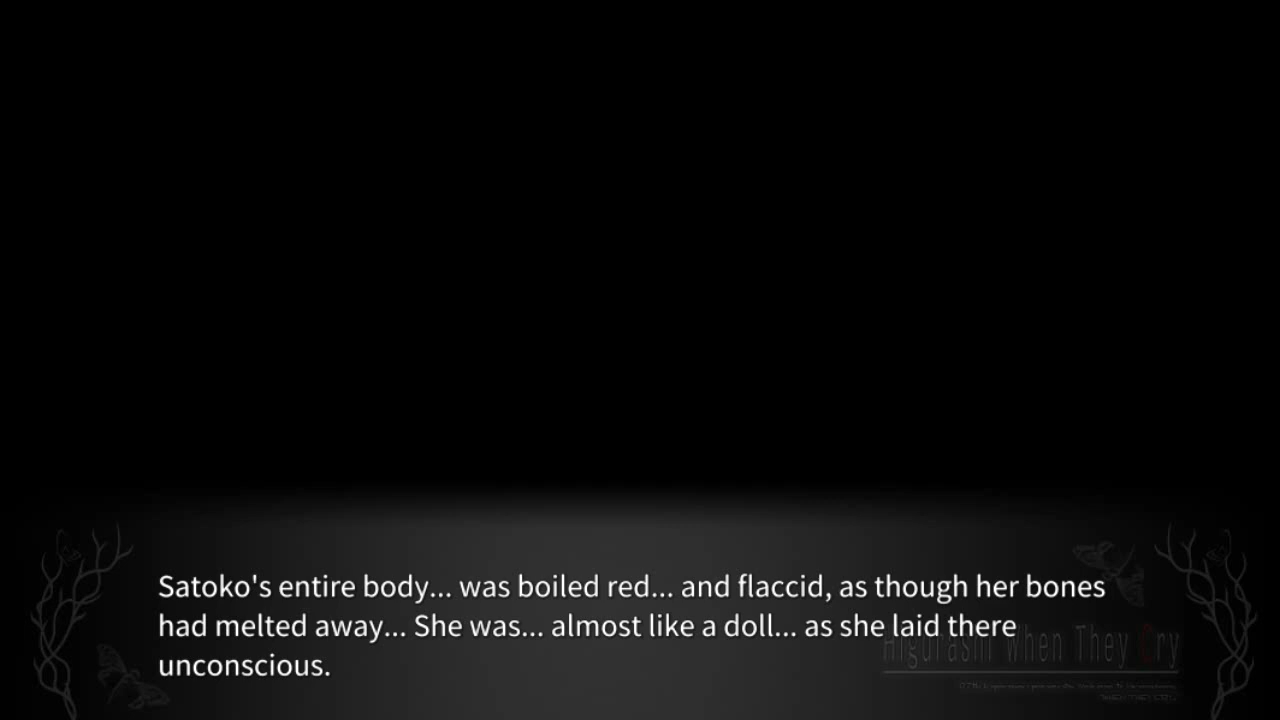 Satoko's entire body... was boiled red... and flaccid, as though her bones
had melted away... She was... almost like a doll... as she laid there
unconscious.
Higurashi When They Cry